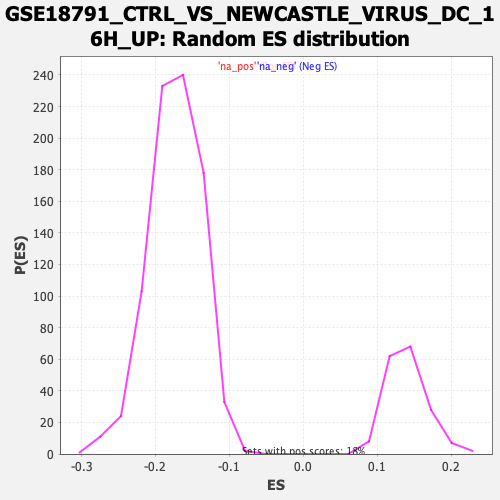 GSE18791_CTRL_VS_NEWCASTLE_VIRUS_DC_1
6H_UP: Random ES distribution
'na_pos' 'na_neg' (Neg ES)
240
220
200
180
160
140
120
100
80
60
40
20
0
P(ES)
Sets with pos scores: 18%
-0.3 -0.2 -0.1 0.0 0.1 0.2
ES